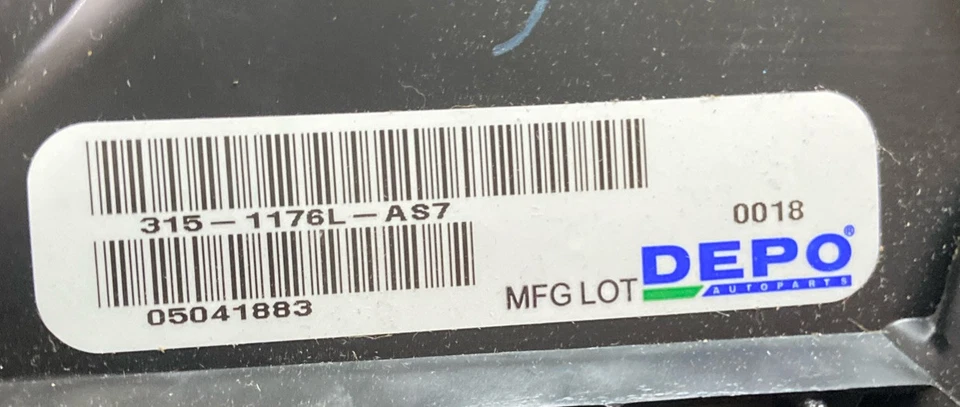 315-1176L-AS7
0018
05041883
MFG LOT
DEPO®
AUTOPARTS